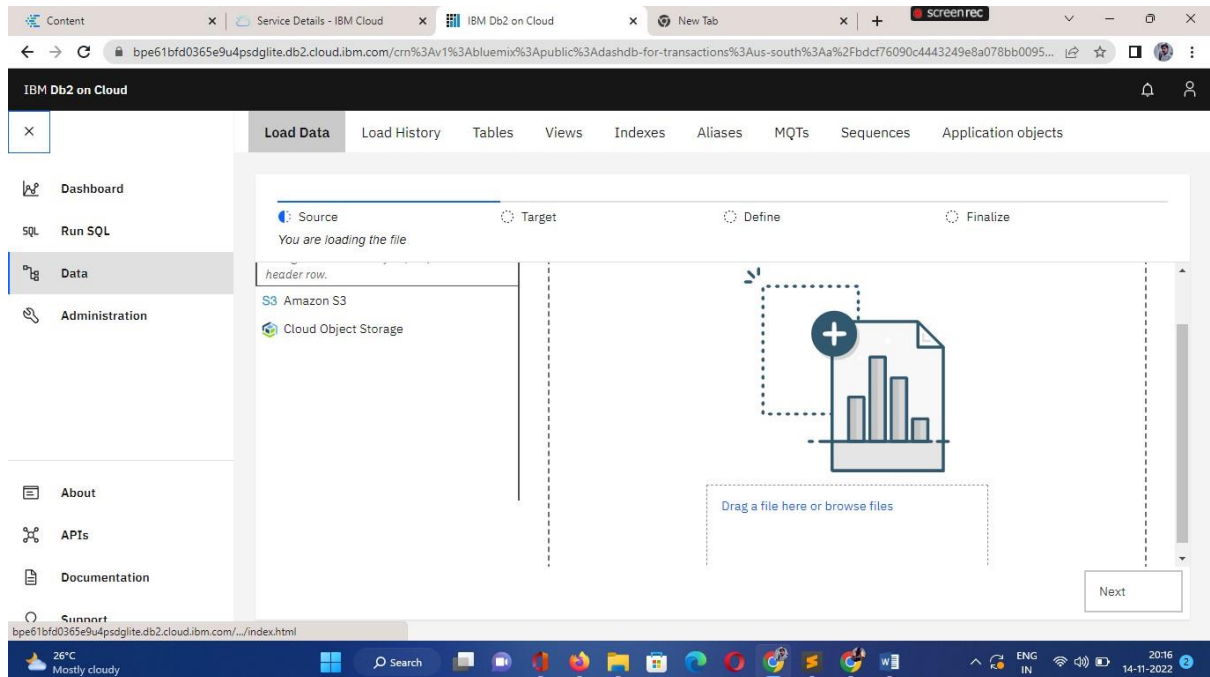 Content
Service Details - IBM Cloud
IBM Db2 on Cloud
New Tab
screenrec
bpe61bfd0365e9u4psdglite.db2.cloud.ibm.com/crn%3Av1%3Abluemix%3Apublic%3Adashdb-for-transactions%3Aus-south%3Aa%2Fbdcf76090c4443249e8a078bb0095...
IBM Db2 on Cloud
Load Data Load History Tables Views Indexes Aliases MQTs Sequences Application objects
Dashboard
SQL Run SQL
Data
Administration
About
APIs
Documentation
Support
Source
Target
Define
Finalize
You are loading the file
header row.
S3 Amazon S3
Cloud Object Storage
Drag a file here or browse files
Next
bpe61bfd0365e9u4psdglite.db2.cloud.ibm.com/.../index.html
26°C
Mostly cloudy
Search
ENG
IN
20:16
14-11-2022
2